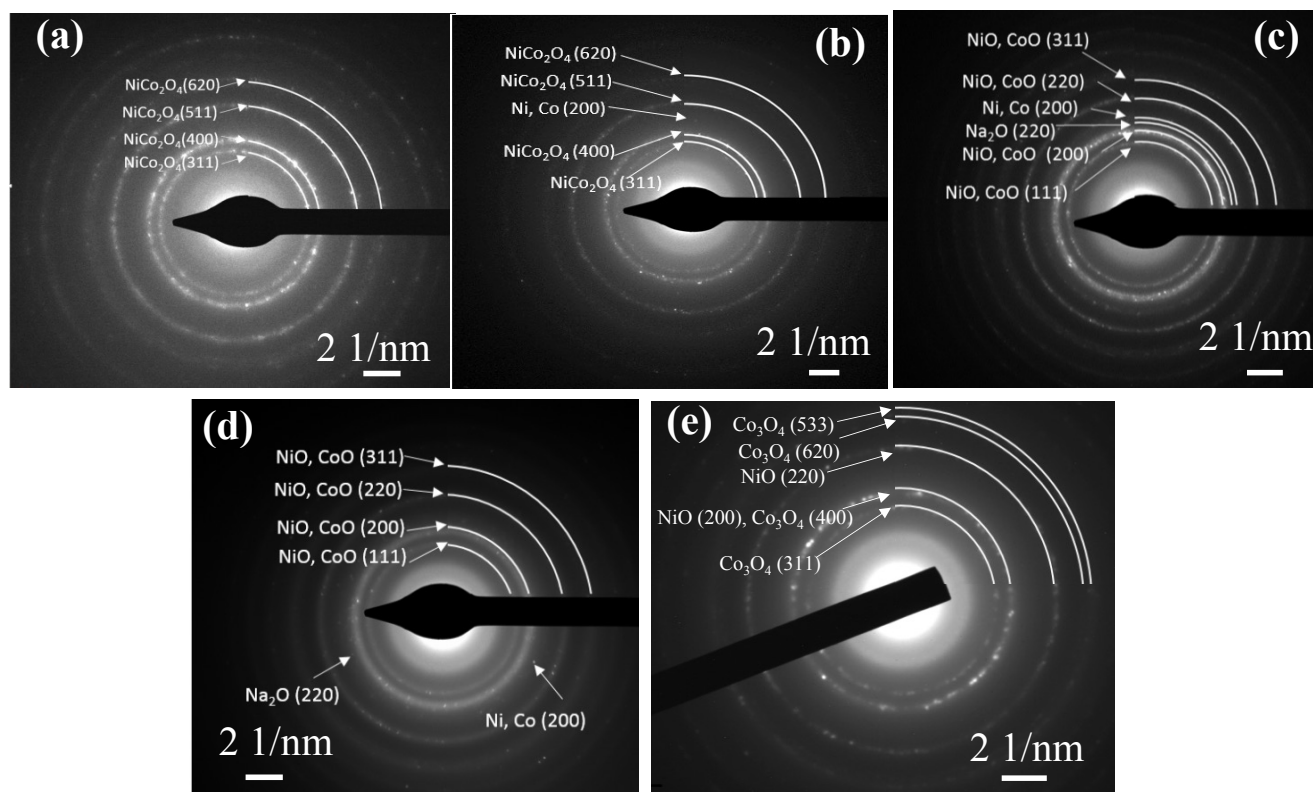 (a)
NiCo₂O₄(620)
NiCo₂O₄(511)
NiCo₂O₄(400)
NiCo₂O₄(311)
2 1/nm
(b)
NiCo₂O₄(620)
NiCo₂O₄(511)
Ni, Co (200)
NiCo₂O₄(400)
NiCo₂O₄(311)
2 1/nm
(c)
NiO, CoO (311)
NiO, CoO (220)
Ni, Co (200)
Na₂O (220)
NiO, CoO (200)
NiO, CoO (111)
2 1/nm
(d)
NiO, CoO (311)
NiO, CoO (220)
NiO, CoO (200)
NiO, CoO (111)
Na₂O (220)
Ni, Co (200)
2 1/nm
(e)
Co₃O₄ (533)
Co₃O₄ (620)
NiO (220)
NiO (200), Co₃O₄ (400)
Co₃O₄ (311)
2 1/nm